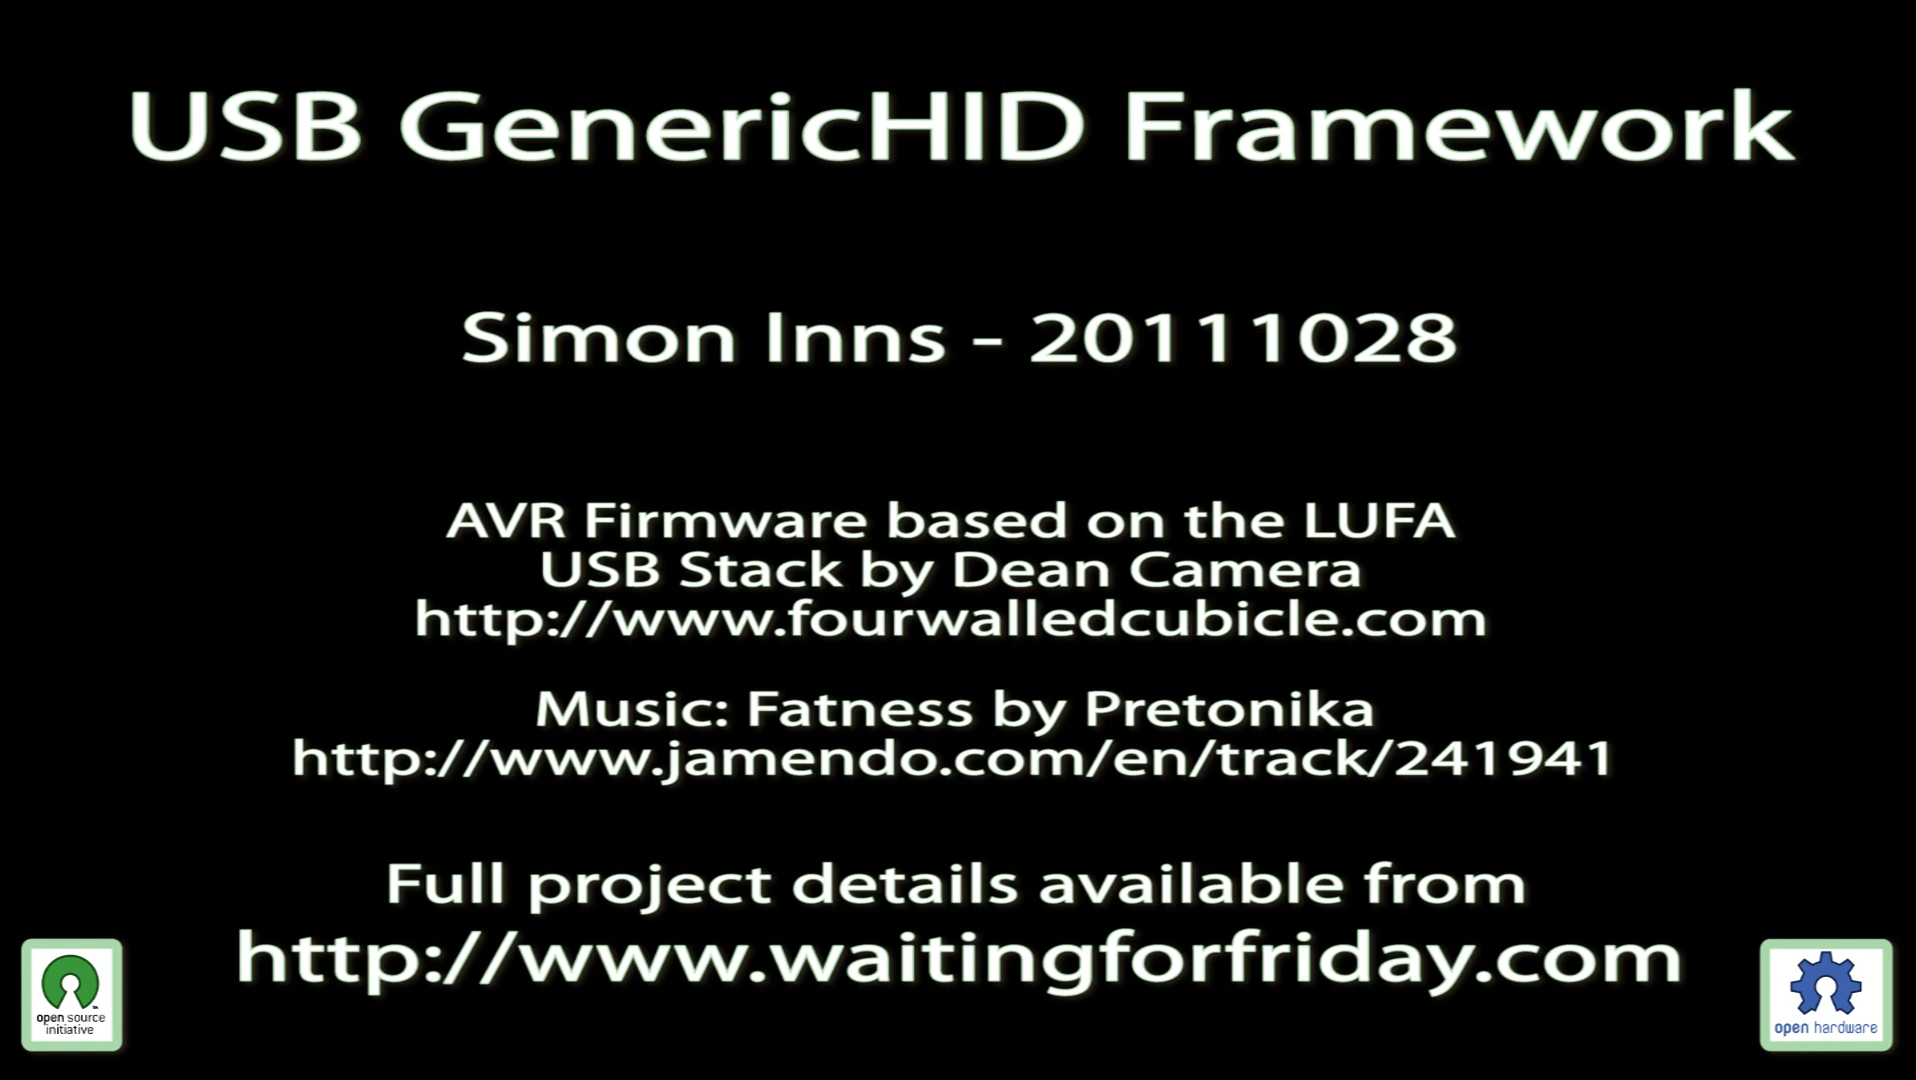 USB GenericHID Framework
Simon Inns - 20111028
AVR Firmware based on the LUFA
USB Stack by Dean Camera
http://www.fourwalledcubicle.com
Music: Fatness by Pretonika
http://www.jamendo.com/en/track/241941
Full project details available from
http://www.waitingforfriday.com
open source
initiative
open hardware